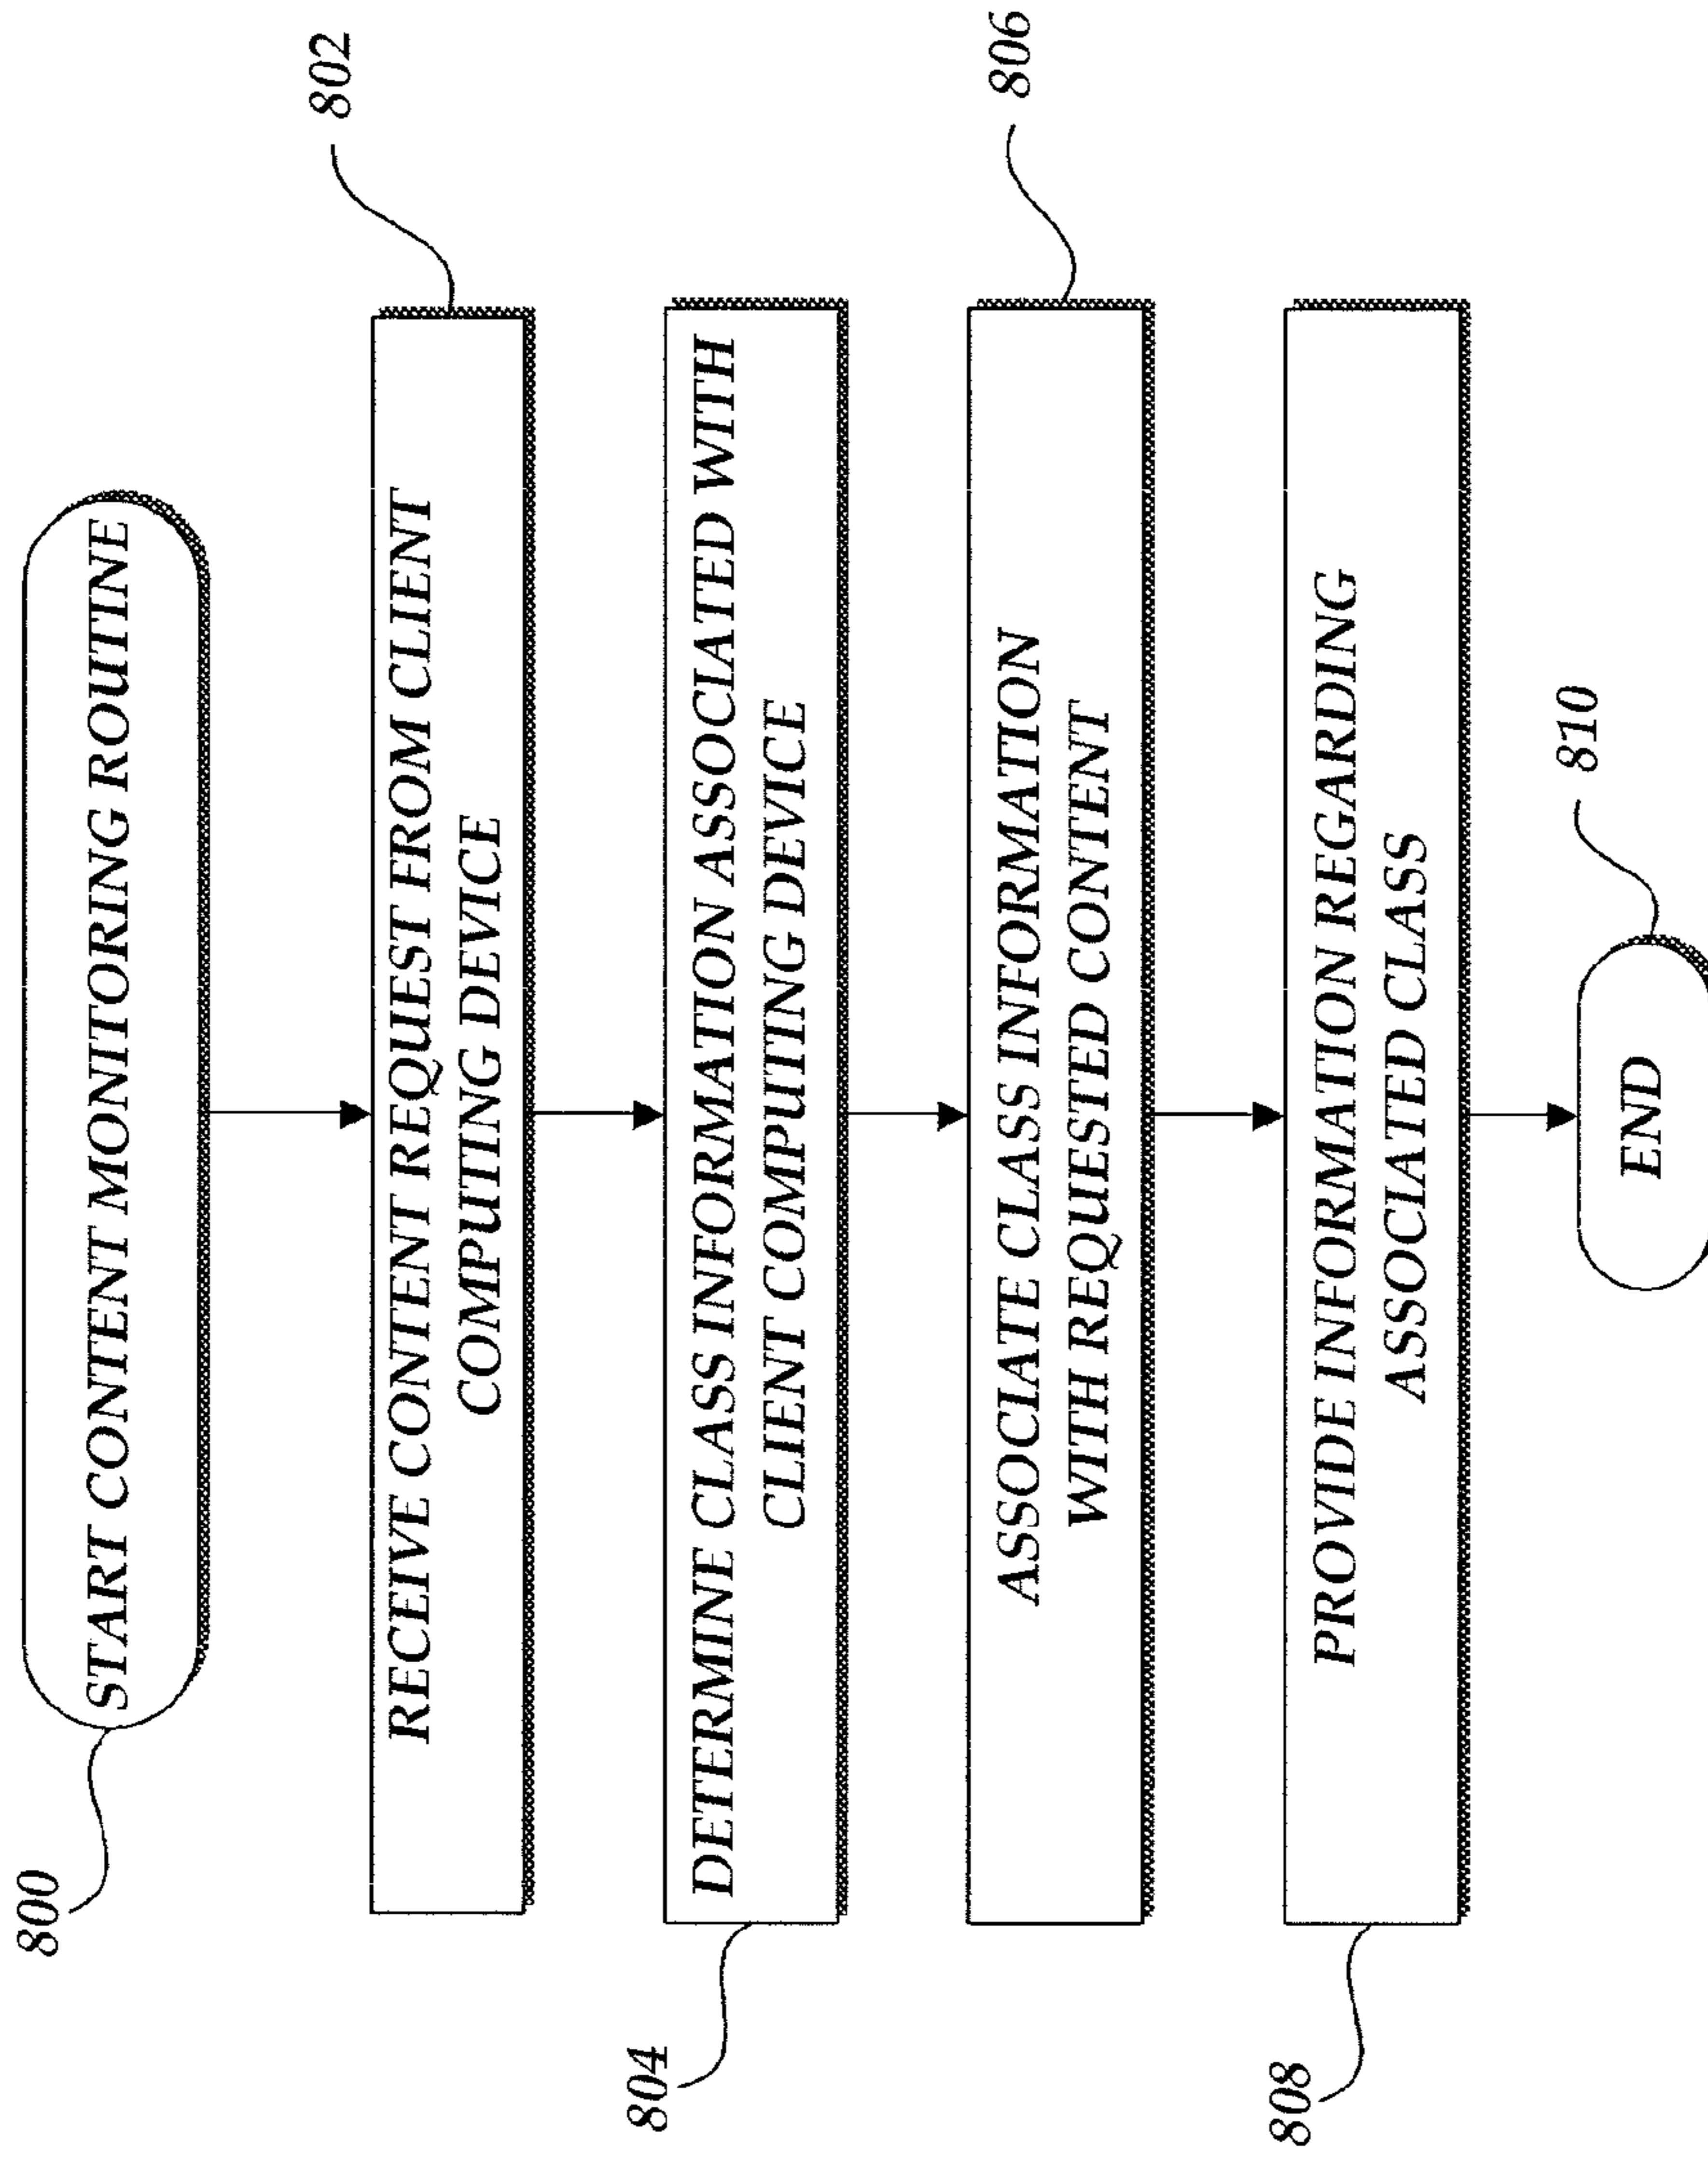 800
START CONTENT MONITORING ROUTINE
802
RECEIVE CONTENT REQUEST FROM CLIENT
COMPUTING DEVICE
804
DETERMINE CLASS INFORMATION ASSOCIATED WITH
CLIENT COMPUTING DEVICE
806
ASSOCIATE CLASS INFORMATION
WITH REQUESTED CONTENT
808
PROVIDE INFORMATION REGARDING
ASSOCIATED CLASS
810
END